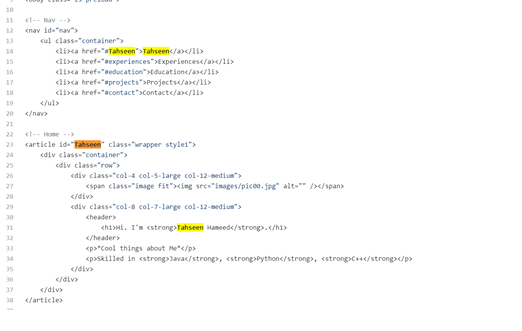 9 <body class="is-preload">
10
11 <!-- Nav -->
12 <nav id="nav">
13 <ul class="container">
14 <li><a href="#Tahseen">Tahseen</a></li>
15 <li><a href="#experiences">Experiences</a></li>
16 <li><a href="#education">Education</a></li>
17 <li><a href="#projects">Projects</a></li>
18 <li><a href="#contact">Contact</a></li>
19 </ul>
20 </nav>
21
22 <!-- Home -->
23 <article id="Tahseen" class="wrapper style1">
24 <div class="container">
25 <div class="row">
26 <div class="col-4 col-5-large col-12-medium">
27 <span class="image fit"><img src="images/pic00.jpg" alt="" /></span>
28 </div>
29 <div class="col-8 col-7-large col-12-medium">
30 <header>
31 <h1>Hi. I'm <strong>Tahseen Hameed</strong>.</h1>
32 </header>
33 <p>"Cool things about Me"</p>
34 <p>Skilled in <strong>Java</strong>, <strong>Python</strong>, <strong>C++</strong></p>
35 </div>
36 </div>
37 </div>
38 </article>